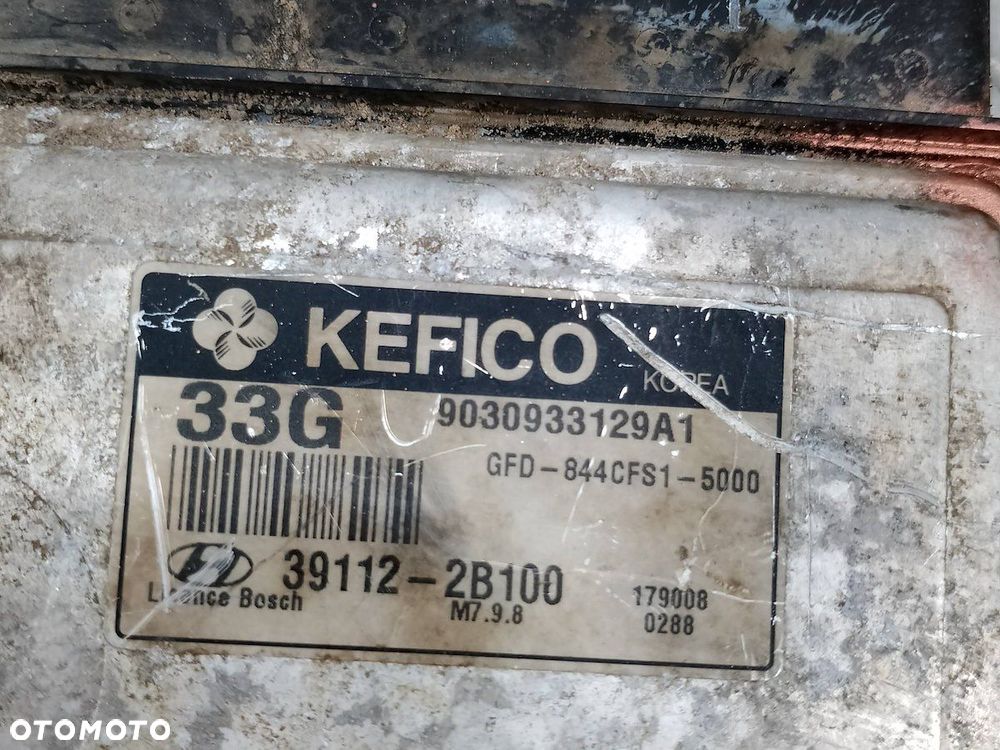 KEFICO
KOREA
33G
9030933129A1
GFD-844CFS1-5000
39112-2B100
Licence Bosch
M7.9.8
179008
0288
OTOMOTO